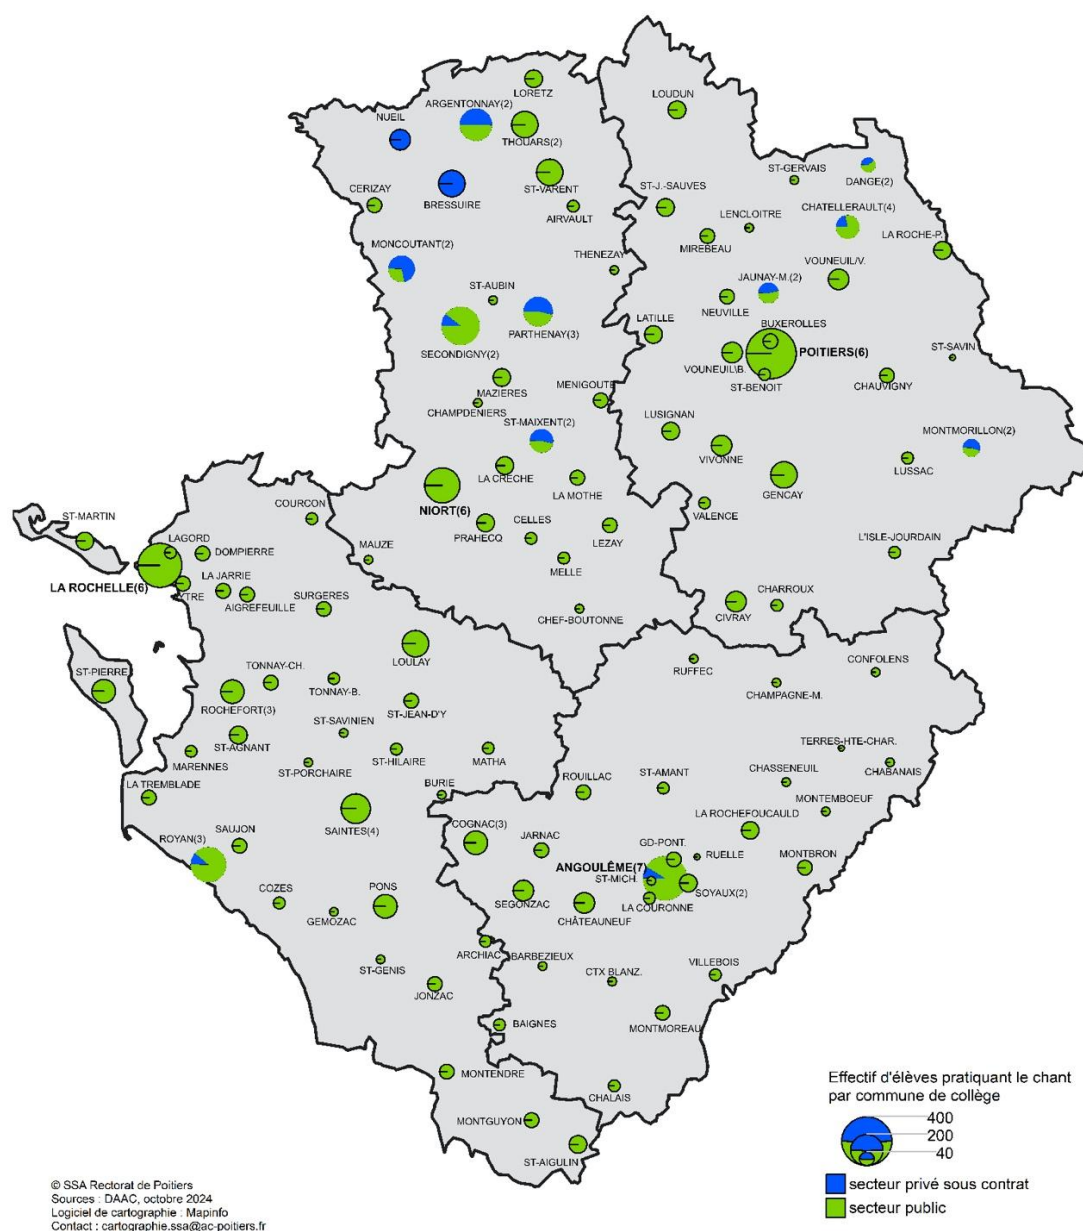 LORETZ
LOUDUN
ARGENTONNAY(2)
NUEIL
THOUARS(2)
ST-GERVAIS
DANGE(2)
ST-VARENT
ST-J.-SAUVES
CERIZAY
BRESSUIRE
AIRVAULT
LENCLOITRE
CHATELLERAULT(4)
MIREBEAU
LA ROCHE-P.
MONCOUTANT(2)
THENEZAY
VOUNEUIL/V.
JAUNAY-M.(2)
ST-AUBIN
NEUVILLE
PARTHENAY(3)
LATILLE
BUXEROLLES
SECONDIGNY(2)
POITIERS(6)
ST-SAVIN
VOUNEUIL\B.
ST-BENOIT
CHAUVIGNY
MAZIERES
MENIGOUTE
CHAMPDENIERS
LUSIGNAN
ST-MAIXENT(2)
MONTMORILLON(2)
VIVONNE
LUSSAC
LA CRECHE
LA MOTHE
GENCAY
NIORT(6)
VALENCE
COURCON
ST-MARTIN
CELLES
PRAHECQ
LEZAY
L'ISLE-JOURDAIN
LAGORD
DOMPIERRE
MAUZE
MELLE
LA ROCHELLE(6)
LA JARRIE
YTRE
AIGREFEUILLE
SURGERES
CHARROUX
CIVRAY
CHEF-BOUTONNE
LOULAY
ST-PIERRE
TONNAY-CH.
RUFFEC
CONFOLENS
TONNAY-B.
CHAMPAGNE-M.
ROCHEFORT(3)
ST-JEAN-D'Y
ST-SAVINIEN
ST-AGNANT
TERRES-HTE-CHAR.
MARENNES
ST-PORCHAIRE
ST-HILAIRE
MATHA
ROUILLAC
ST-AMANT
CHASSENEUIL
CHABANAIS
LA TREMBLADE
BURIE
MONTEMBOEUF
SAINTES(4)
LA ROCHEFOUCAULD
COGNAC(3)
ROYAN(3)
SAUJON
JARNAC
GD-PONT.
RUELLE
ANGOULÊME(7)
MONTBRON
ST-MICH.
COZES
PONS
SEGONZAC
SOYAUX(2)
LA COURONNE
GEMOZAC
CHÂTEAUNEUF
ARCHIAC
BARBEZIEUX
VILLEBOIS
ST-GENIS
CTX BLANZ.
JONZAC
BAIGNES
MONTMOREAU
MONTENDRE
CHALAIS
MONTGUYON
ST-AIGULIN
Effectif d'élèves pratiquant le chant
par commune de collège
400
200
40
secteur privé sous contrat
secteur public
© SSA Rectorat de Poitiers
Sources : DAAC, octobre 2024
Logiciel de cartographie : Mapinfo
Contact : cartographie.ssa@ac-poitiers.fr